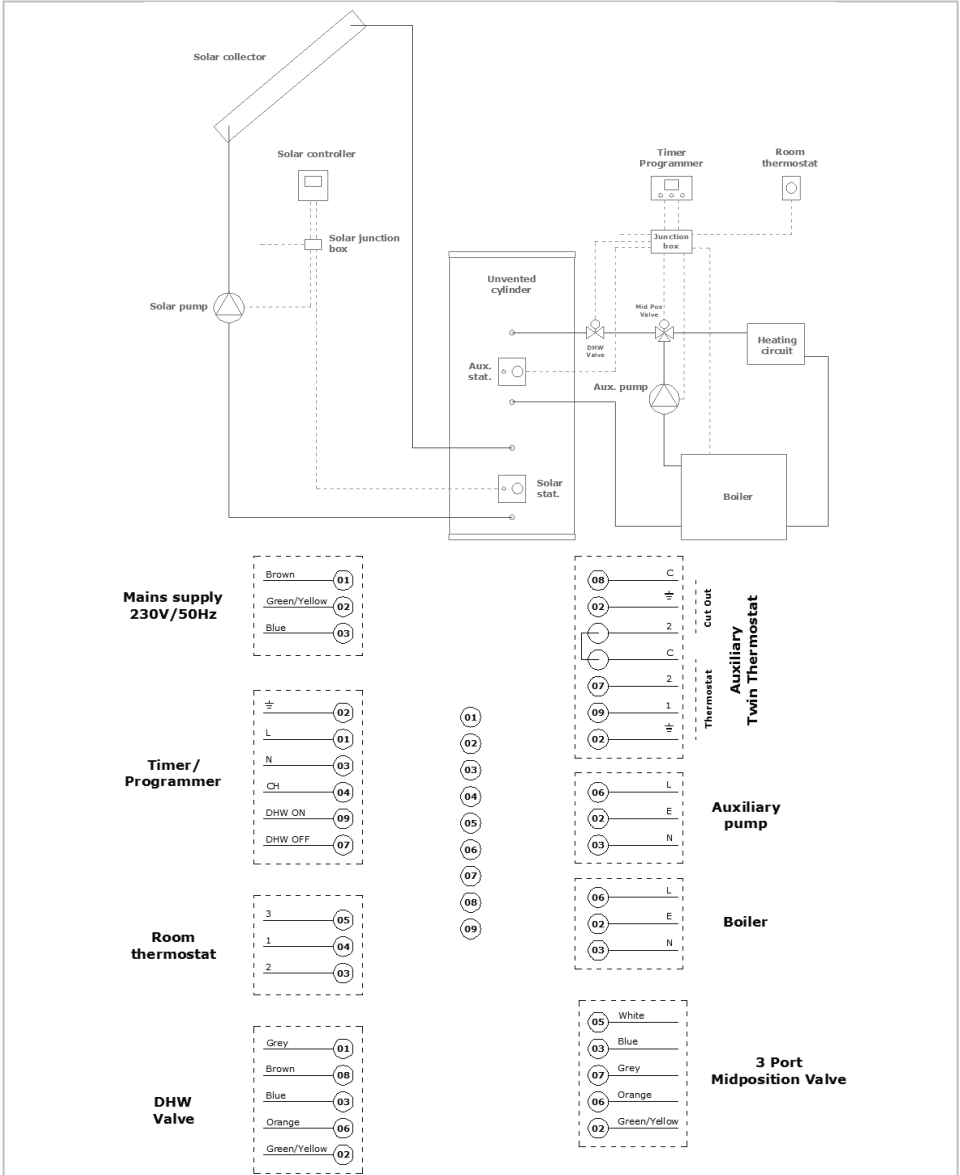 Solar collector
Solar controller
Timer
Programmer
Room
thermostat
Solar junction
box
Junction
box
Unvented
cylinder
Solar pump
Mid Pos
Valve
DHW
Valve
Heating
circuit
Aux.
stat.
Aux. pump
Solar
stat.
Boiler
Mains supply
230V/50Hz
Brown 01
Green/Yellow 02
Blue 03
Timer/
Programmer
02
L 01
N 03
CH 04
DHW ON 09
DHW OFF 07
Room
thermostat
3 05
1 04
2 03
DHW
Valve
Grey 01
Brown 08
Blue 03
Orange 06
Green/Yellow 02
01
02
03
04
05
06
07
08
09
08 C
02
2
C
07 2
09 1
02
Cut Out
Thermostat
Auxiliary
Twin Thermostat
06 L
02 E
03 N
Auxiliary
pump
06 L
02 E
03 N
Boiler
05 White
03 Blue
07 Grey
06 Orange
02 Green/Yellow
3 Port
Midposition Valve